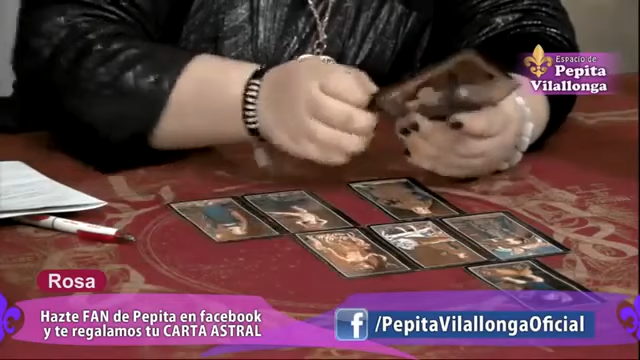 Espacio de
Pepita
Vilallonga
Rosa
Hazte FAN de Pepita en facebook
y te regalamos tu CARTA ASTRAL
f /PepitaVilallongaOficial